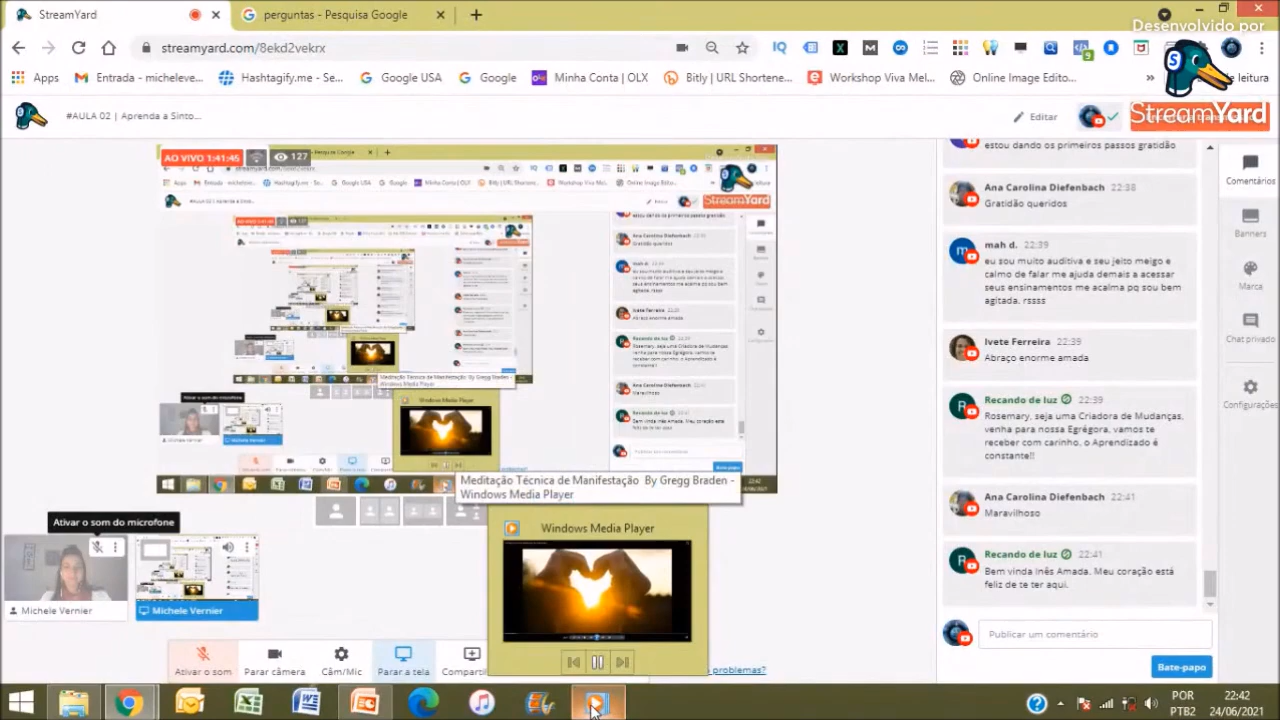 StreamYard
perguntas - Pesquisa Google
Desenvolvido por
streamyard.com/8ekd2vekrx
Apps
Entrada - micheleve...
Hashtagify.me - Se...
Google USA
Google
Minha Conta | OLX
Bitly | URL Shortene...
Workshop Viva Mel...
Online Image Edito...
de leitura
StreamYard
#AULA 02 | Aprenda a Sinto...
Editar
AO VIVO 1:41:45
127
estou dando os primeiros passos gratidão
Ana Carolina Diefenbach 22:38
Gratidão queridos
mah d. 22:39
eu sou muito auditiva e seu jeito meigo e
calmo de falar me ajuda demais a acessar
seus ensinamentos me acalma pq sou bem
agitada. rsssss
Ivete Ferreira 22:39
Abraço enorme amada
Recando de luz 22:39
Rosemary, seja uma Criadora de Mudanças,
venha para nossa Egrégora, vamos te
receber com carinho. o Aprendizado é
constante!!
Ana Carolina Diefenbach 22:41
Maravilhoso
Recando de luz 22:41
Bem vinda Inês Amada. Meu coração está
feliz de te ter aqui.
Publicar um comentário
Bate-papo
Comentários
Banners
Marca
Chat privado
Configurações
Meditação Técnica de Manifestação By Gregg Braden -
Windows Media Player
Windows Media Player
Ativar o som do microfone
Michele Vernier
Michele Vernier
Ativar o som
Parar câmera
Câm/Mic
Parar a tela
Compartil
problemas?
POR
PTB2
22:42
24/06/2021